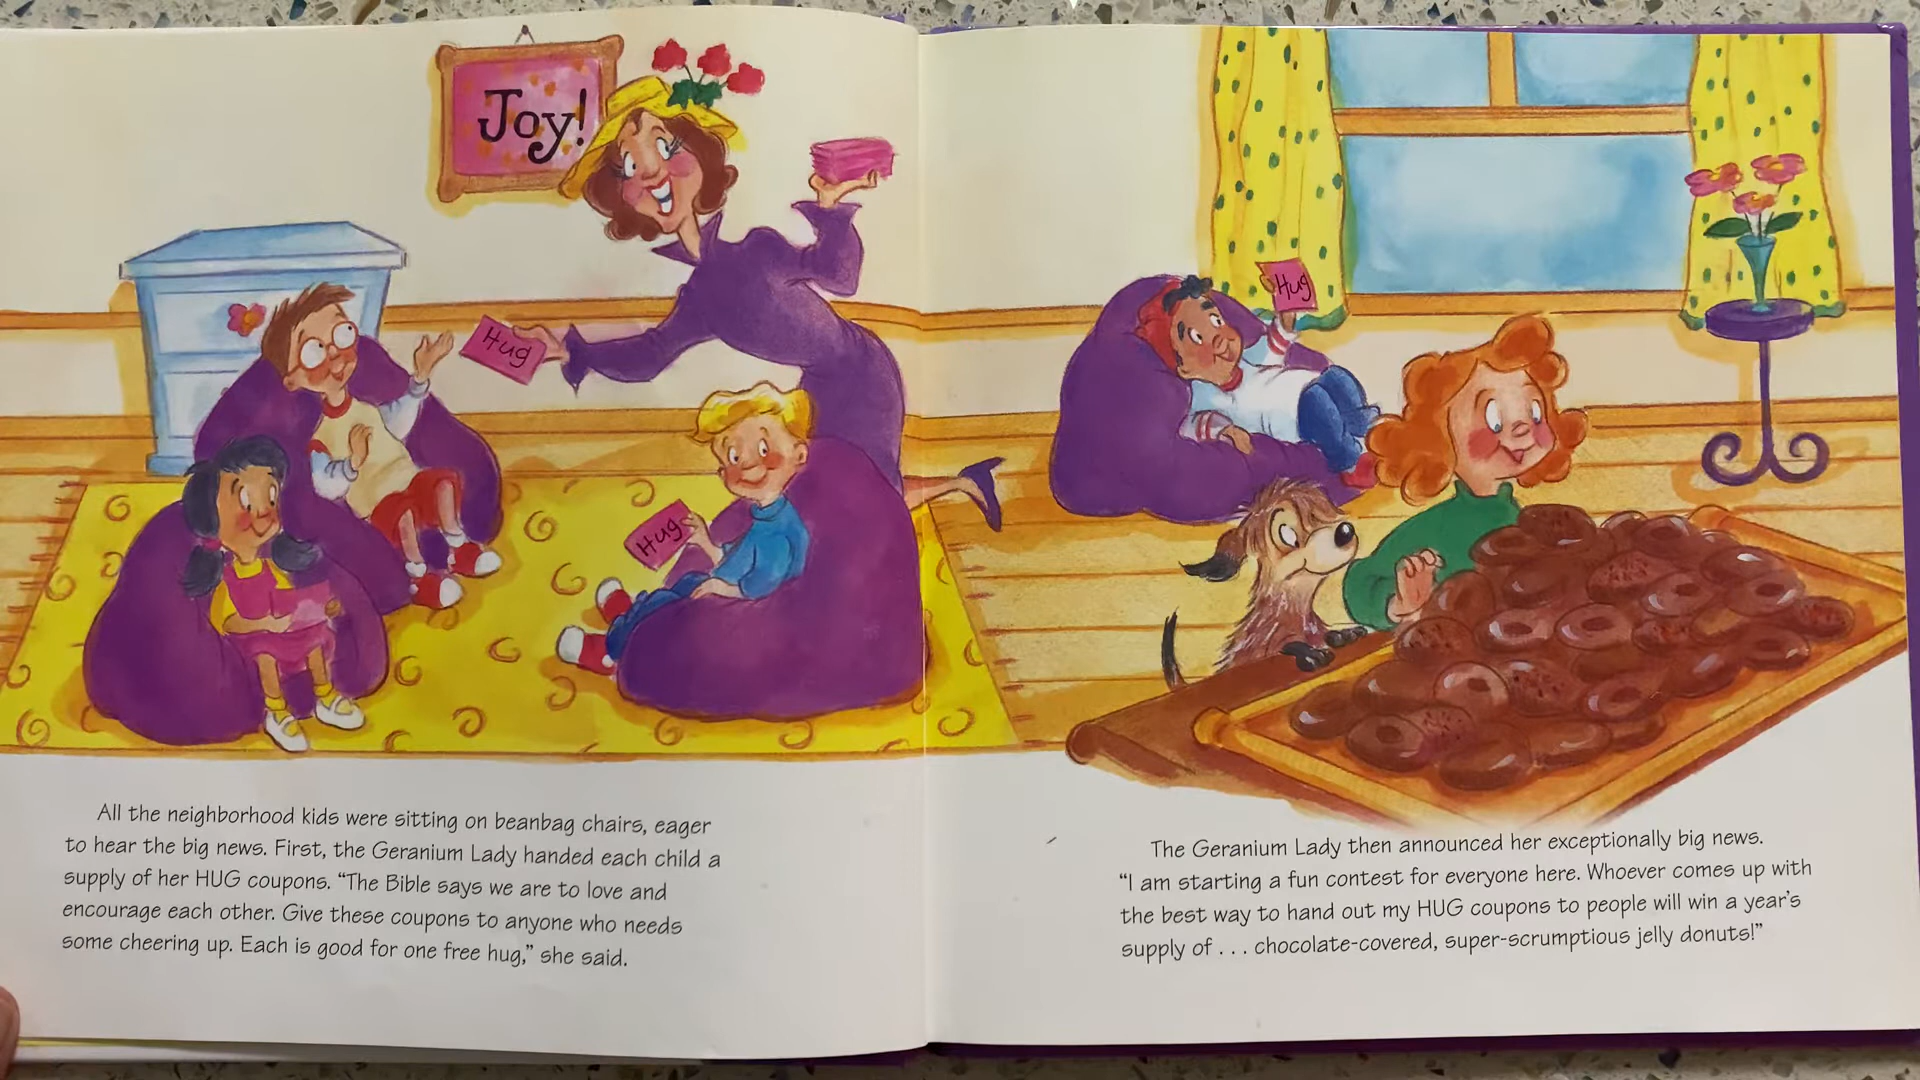 Joy!
Hug
Hug
All the neighborhood kids were sitting on beanbag chairs, eager
to hear the big news. First, the Geranium Lady handed each child a
supply of her HUG coupons. “The Bible says we are to love and
encourage each other. Give these coupons to anyone who needs
some cheering up. Each is good for one free hug,” she said.
Hug
The Geranium Lady then announced her exceptionally big news.
“I am starting a fun contest for everyone here. Whoever comes up with
the best way to hand out my HUG coupons to people will win a year’s
supply of . . . chocolate-covered, super-scrumptious jelly donuts!”